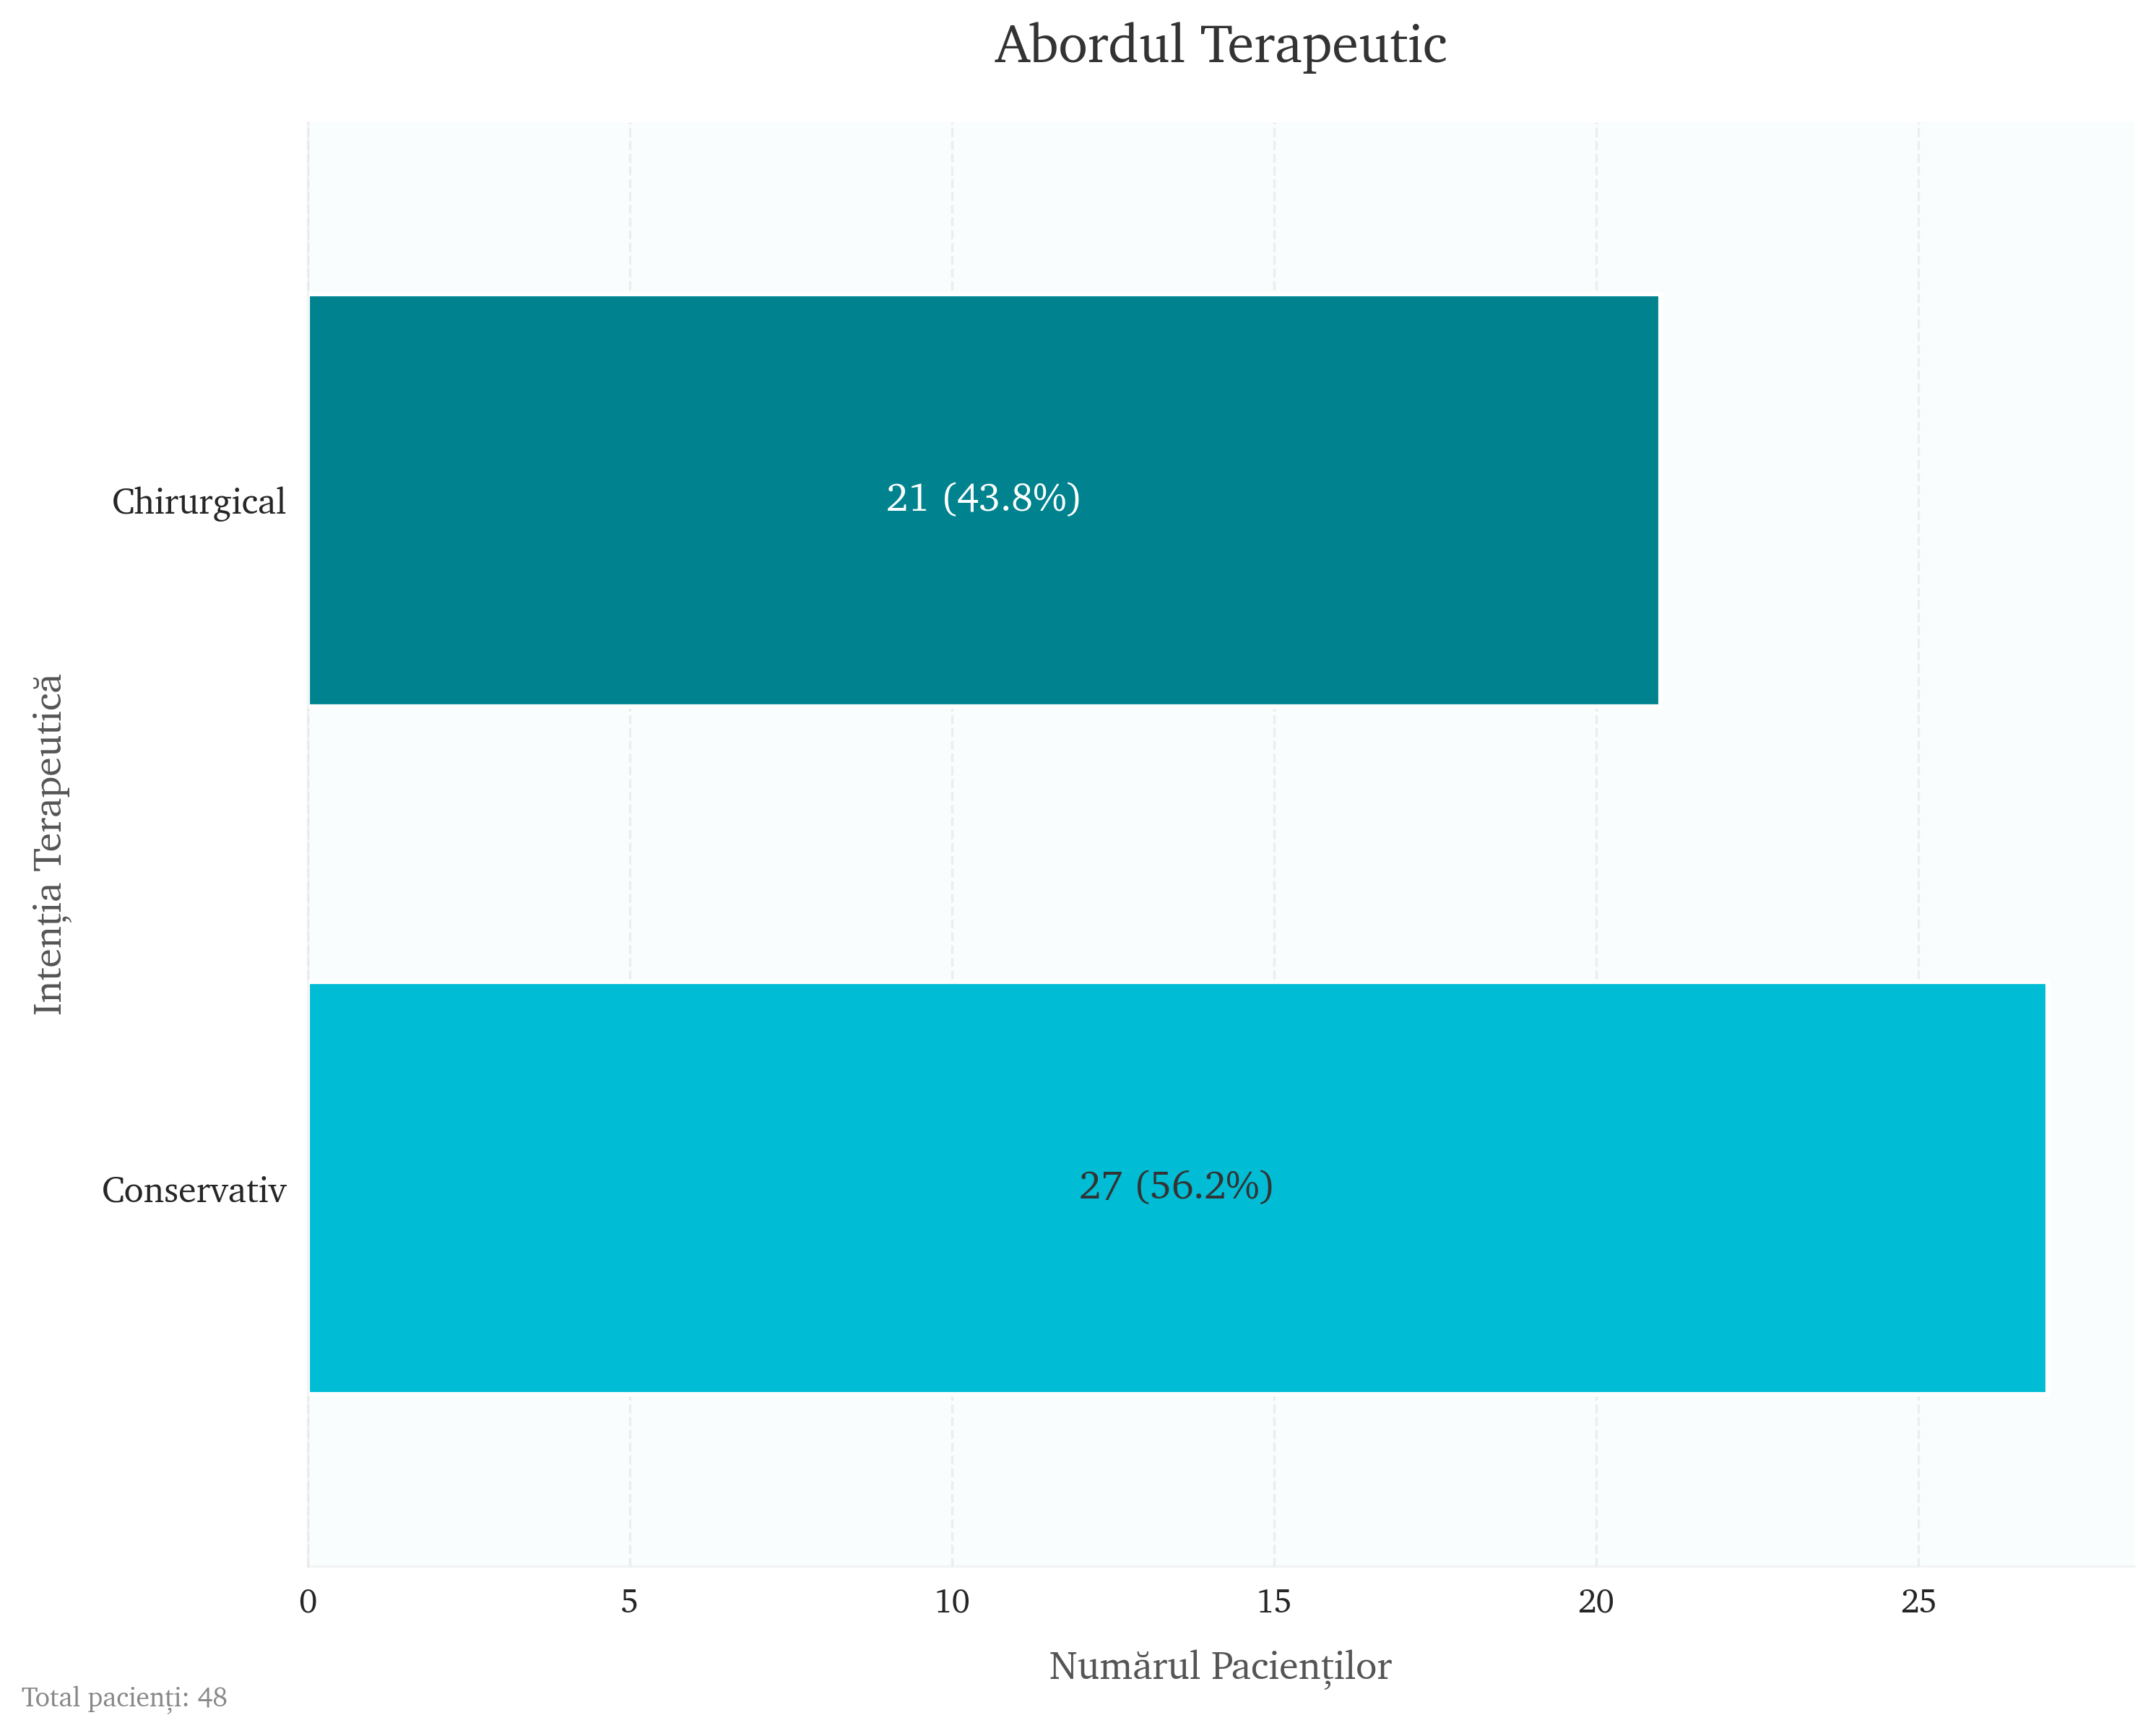 Abordul Terapeutic
Intenția Terapeutică
Chirurgical
21 (43.8%)
Conservativ
27 (56.2%)
0 5 10 15 20 25
Numărul Pacienților
Total pacienți: 48